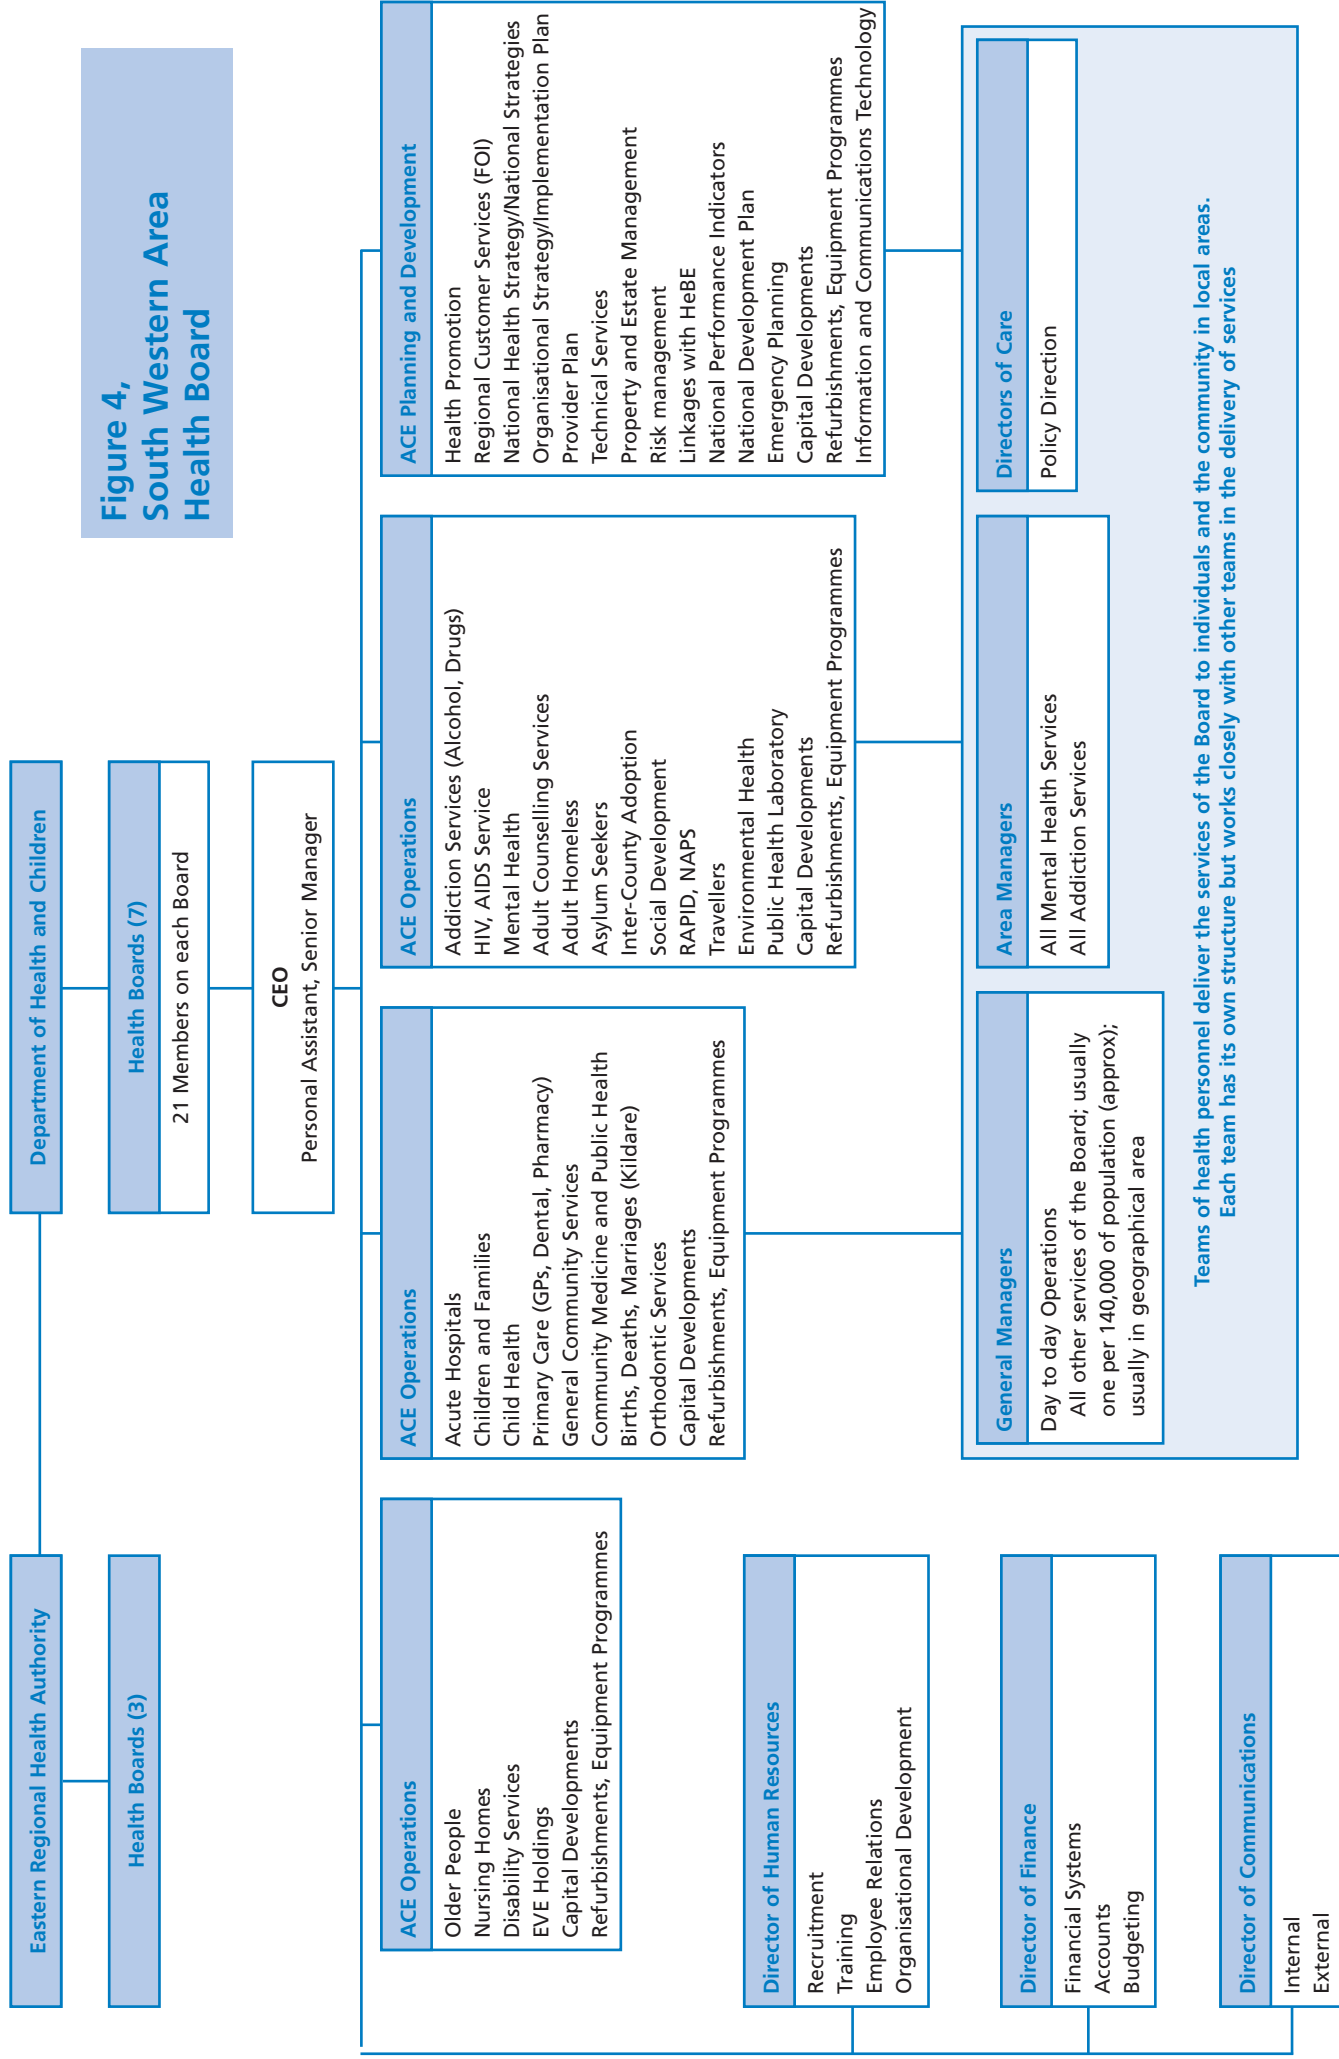 Figure 4,
South Western Area
Health Board
Eastern Regional Health Authority
Health Boards (3)
Department of Health and Children
Health Boards (7)
21 Members on each Board
CEO
Personal Assistant, Senior Manager
ACE Operations
Older People
Nursing Homes
Disability Services
EVE Holdings
Capital Developments
Refurbishments, Equipment Programmes
ACE Operations
Acute Hospitals
Children and Families
Child Health
Primary Care (GPs, Dental, Pharmacy)
General Community Services
Community Medicine and Public Health
Births, Deaths, Marriages (Kildare)
Orthodontic Services
Capital Developments
Refurbishments, Equipment Programmes
ACE Operations
Addiction Services (Alcohol, Drugs)
HIV, AIDS Service
Mental Health
Adult Counselling Services
Adult Homeless
Asylum Seekers
Inter-County Adoption
Social Development
RAPID, NAPS
Travellers
Environmental Health
Public Health Laboratory
Capital Developments
Refurbishments, Equipment Programmes
ACE Planning and Development
Health Promotion
Regional Customer Services (FOI)
National Health Strategy/National Strategies
Organisational Strategy/Implementation Plan
Provider Plan
Technical Services
Property and Estate Management
Risk management
Linkages with HeBE
National Performance Indicators
National Development Plan
Emergency Planning
Capital Developments
Refurbishments, Equipment Programmes
Information and Communications Technology
Director of Human Resources
Recruitment
Training
Employee Relations
Organisational Development
Director of Finance
Financial Systems
Accounts
Budgeting
Director of Communications
Internal
External
General Managers
Day to day Operations
All other services of the Board; usually
one per 140,000 of population (approx);
usually in geographical area
Area Managers
All Mental Health Services
All Addiction Services
Directors of Care
Policy Direction
Teams of health personnel deliver the services of the Board to individuals and the community in local areas.
Each team has its own structure but works closely with other teams in the delivery of services